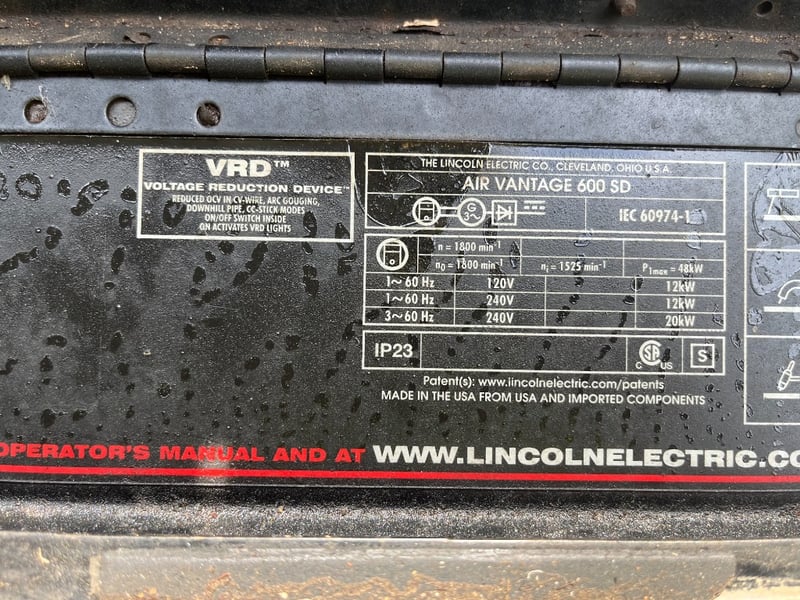 VRD™
VOLTAGE REDUCTION DEVICE™
REDUCED OCV IN CV-WIRE, ARC GOUGING,
DOWNHILL PIPE, CC-STICK MODES
ON/OFF SWITCH INSIDE
ON ACTIVATES VRD LIGHTS
THE LINCOLN ELECTRIC CO., CLEVELAND, OHIO U.S.A.
AIR VANTAGE 600 SD
G 3~ IEC 60974-1
n = 1800 min-1
n0 = 1800 min-1 ni = 1525 min-1 P1max = 48kW
1~ 60 Hz 120V 12kW
1~ 60 Hz 240V 12kW
3~ 60 Hz 240V 20kW
IP23 C SA US S
Patent(s): www.lincolnelectric.com/patents
MADE IN THE USA FROM USA AND IMPORTED COMPONENTS
OPERATOR'S MANUAL AND AT WWW.LINCOLNELECTRIC.CO